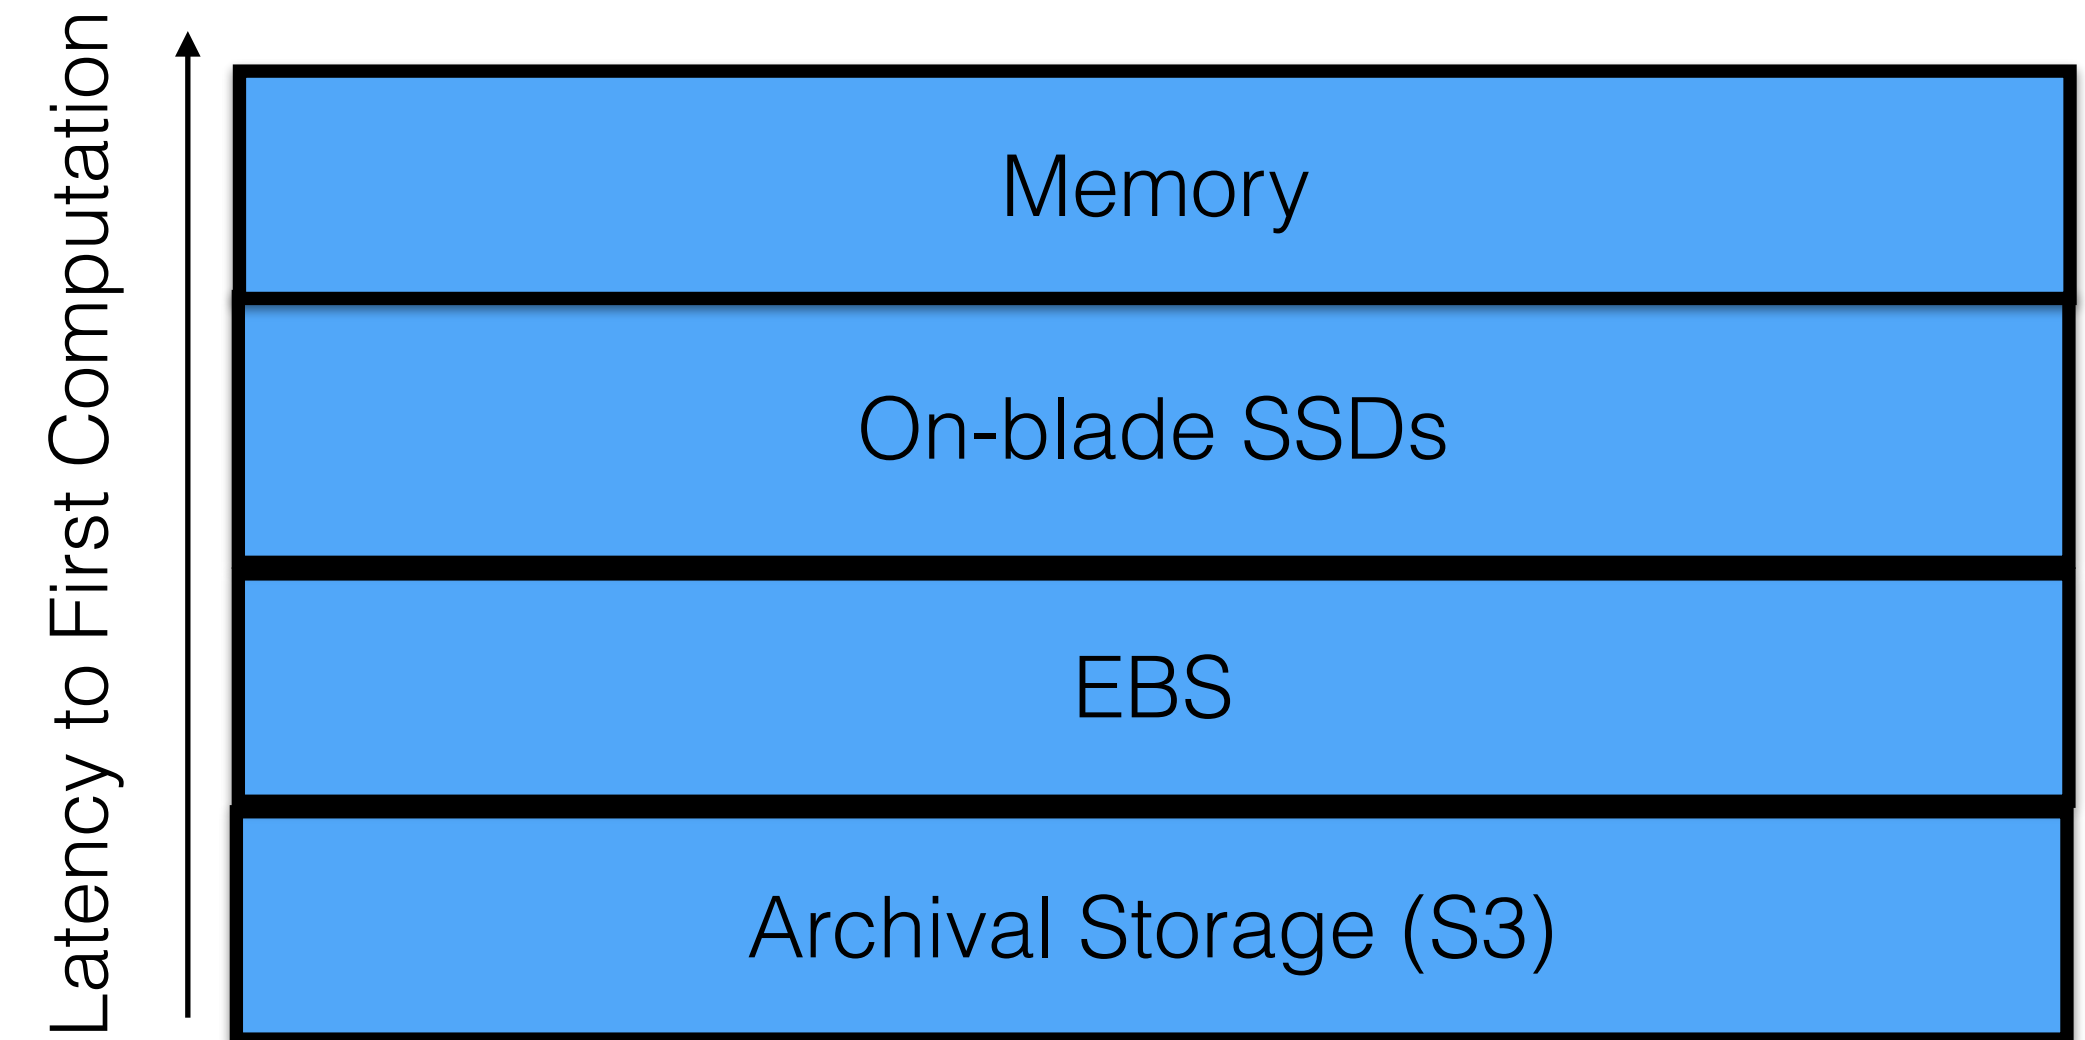 Latency to First Computation
Memory
On-blade SSDs
EBS
Archival Storage (S3)